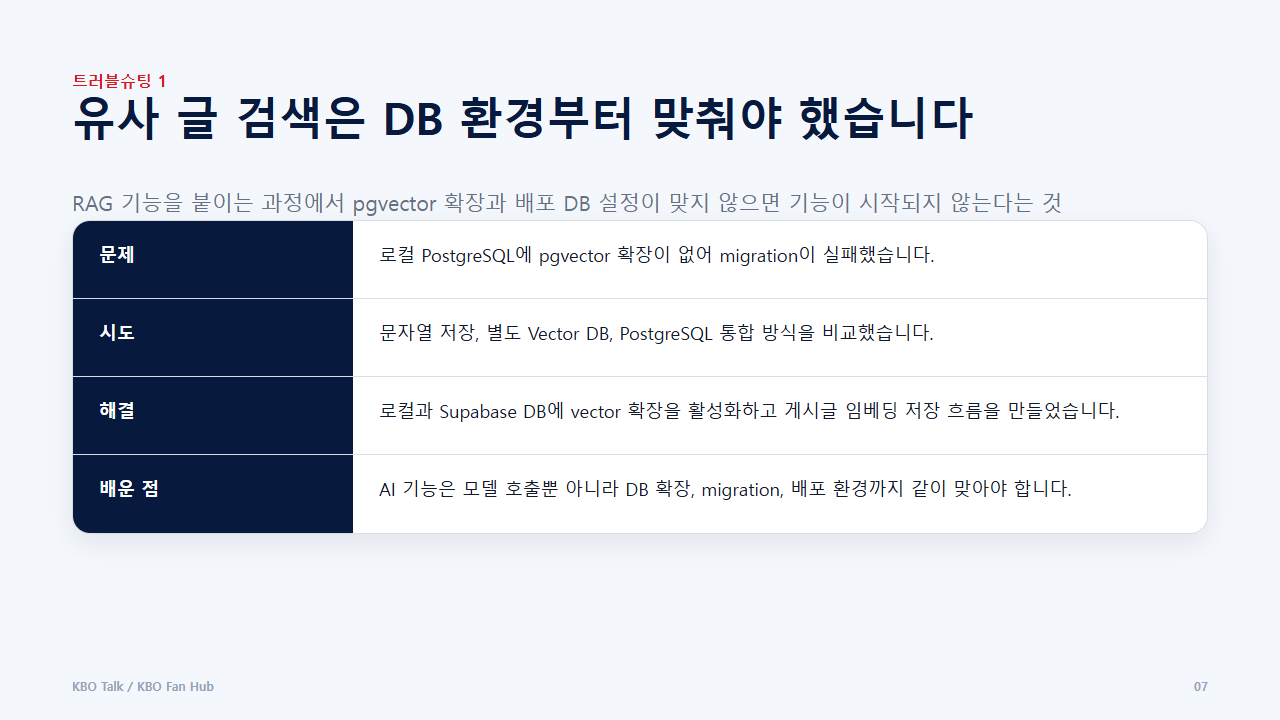 트러블슈팅 1
유사 글 검색은 DB 환경부터 맞춰야 했습니다
RAG 기능을 붙이는 과정에서 pgvector 확장과 배포 DB 설정이 맞지 않으면 기능이 시작되지 않는다는 것
문제
로컬 PostgreSQL에 pgvector 확장이 없어 migration이 실패했습니다.
시도
문자열 저장, 별도 Vector DB, PostgreSQL 통합 방식을 비교했습니다.
해결
로컬과 Supabase DB에 vector 확장을 활성화하고 게시글 임베딩 저장 흐름을 만들었습니다.
배운 점
AI 기능은 모델 호출뿐 아니라 DB 확장, migration, 배포 환경까지 같이 맞아야 합니다.
KBO Talk / KBO Fan Hub
07